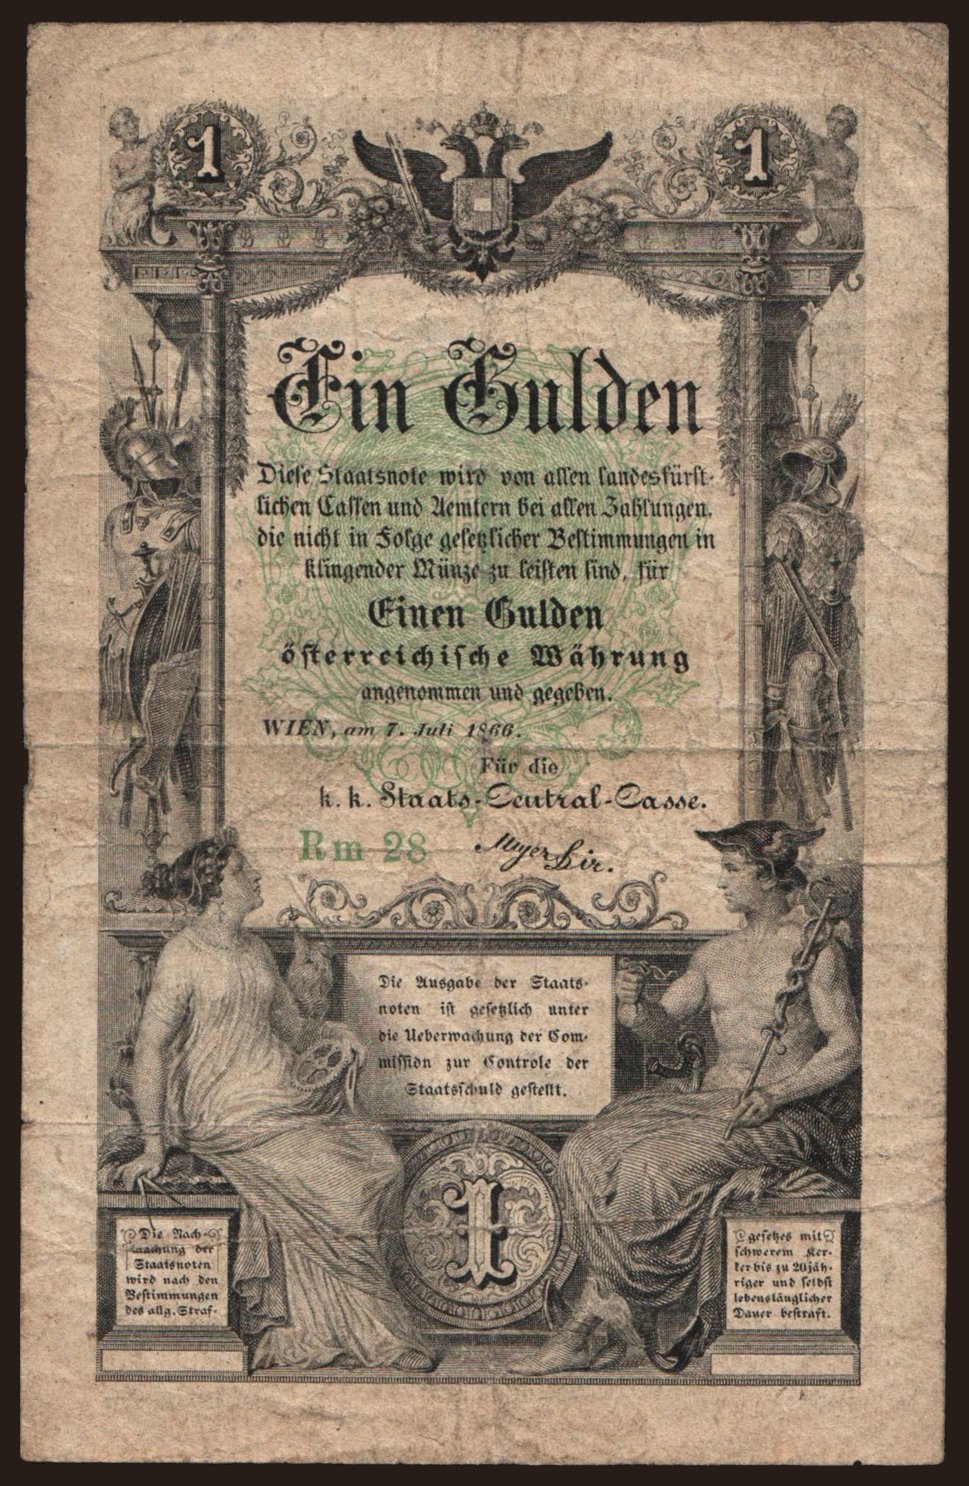 1 1
Ein Gulden
Diese Staatsnote wird von allen landesfürst-
lichen Cassen und Aemtern bei allen Zahlungen,
die nicht in Folge gesetzlicher Bestimmungen in
klingender Münze zu leisten sind, für
Einen Gulden
österreichische Währung
angenommen und gegeben.
WIEN, am 7. Juli 1866.
Für die
k. k. Staats-Central-Casse.
Rm 28
Mayer Dir.
Die Ausgabe der Staats-
noten ist gesetzlich unter
die Ueberwachung der Com-
mission zur Controle der
Staatsschuld gestellt.
1
Die Nach-
machung der
Staatsnoten
wird nach den
Bestimmungen
des allg. Straf-
gesetzes mit
schwerem Ker-
ker bis zu 20 jäh-
riger und selbst
lebenslänglicher
Dauer bestraft.